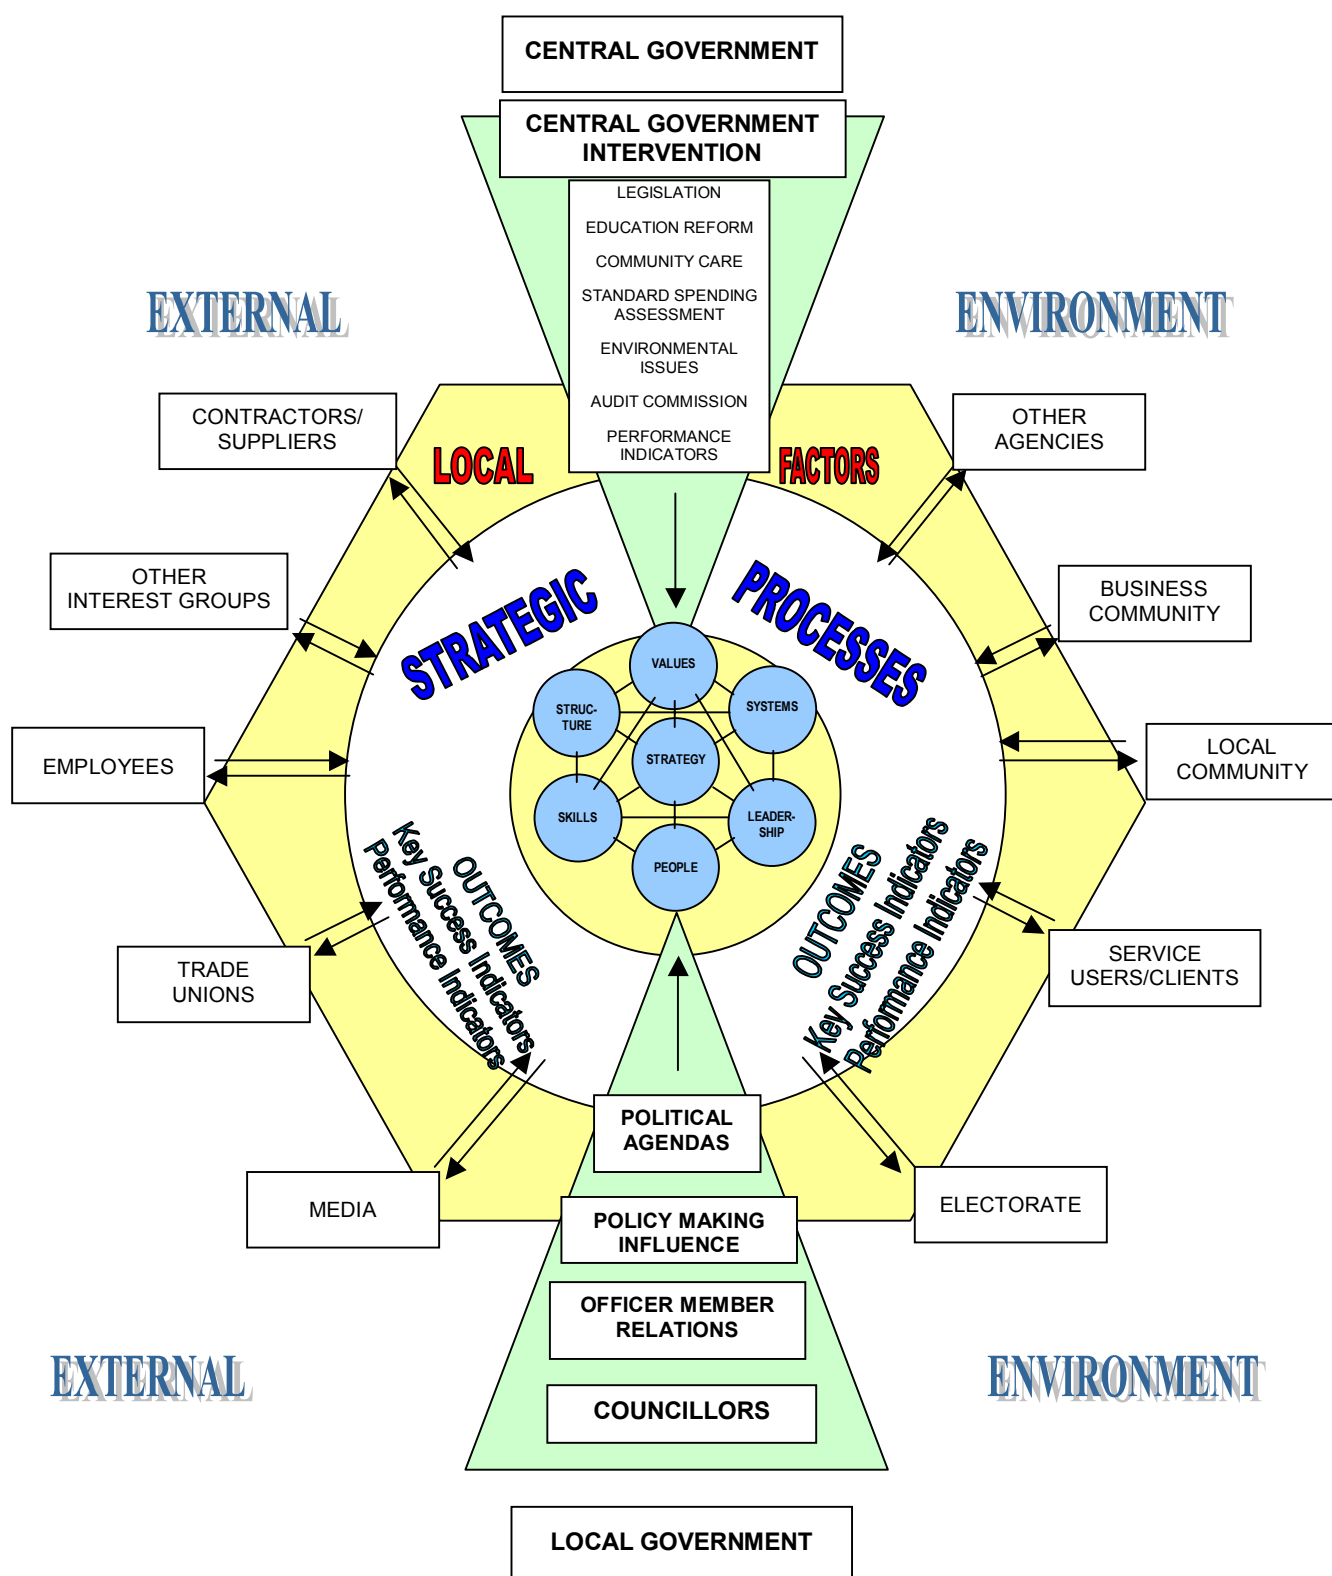 CENTRAL GOVERNMENT
CENTRAL GOVERNMENT
INTERVENTION
LEGISLATION
EDUCATION REFORM
COMMUNITY CARE
STANDARD SPENDING
ASSESSMENT
ENVIRONMENTAL
ISSUES
AUDIT COMMISSION
PERFORMANCE
INDICATORS
EXTERNAL
ENVIRONMENT
CONTRACTORS/
SUPPLIERS
LOCAL
FACTORS
OTHER
AGENCIES
OTHER
INTEREST GROUPS
STRATEGIC
PROCESSES
BUSINESS
COMMUNITY
VALUES
STRUC-
TURE
SYSTEMS
STRATEGY
SKILLS
LEADER-
SHIP
PEOPLE
EMPLOYEES
LOCAL
COMMUNITY
OUTCOMES
Key Success Indicators
Performance Indicators
OUTCOMES
Key Success Indicators
Performance Indicators
TRADE
UNIONS
SERVICE
USERS/CLIENTS
MEDIA
ELECTORATE
POLITICAL
AGENDAS
POLICY MAKING
INFLUENCE
OFFICER MEMBER
RELATIONS
EXTERNAL
ENVIRONMENT
COUNCILLORS
LOCAL GOVERNMENT